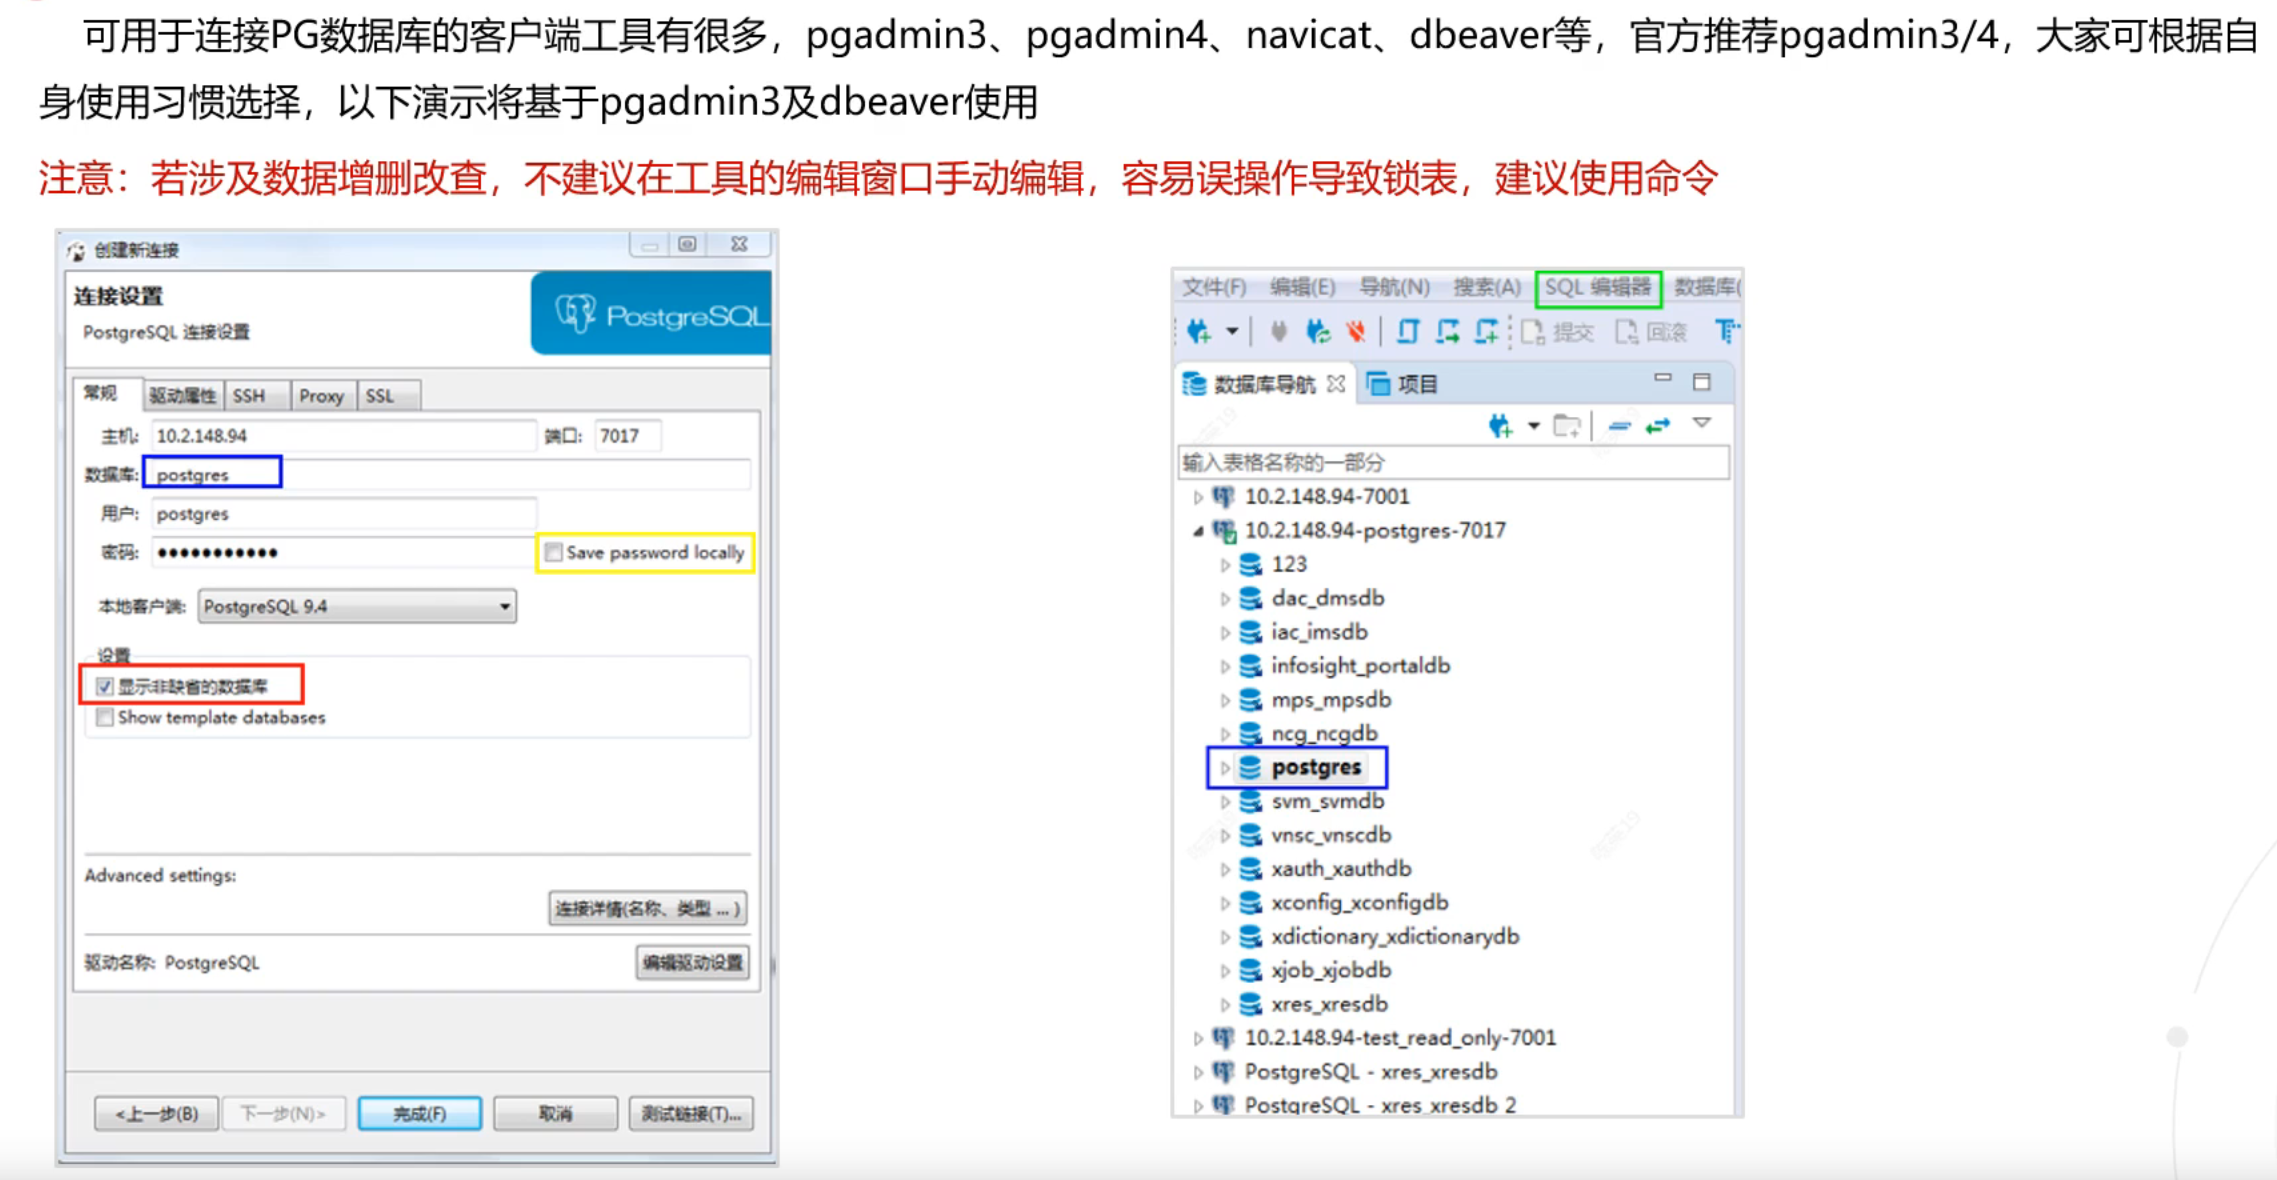 可用于连接PG数据库的客户端工具有很多，pgadmin3、pgadmin4、navicat、dbeaver等，官方推荐pgadmin3/4，大家可根据自
身使用习惯选择，以下演示将基于pgadmin3及dbeaver使用
注意：若涉及数据增删改查，不建议在工具的编辑窗口手动编辑，容易误操作导致锁表，建议使用命令
创建新连接
连接设置
PostgreSQL 连接设置
PostgreSQL
常规 驱动属性 SSH Proxy SSL
主机: 10.2.148.94 端口: 7017
数据库: postgres
用户: postgres
密码: ●●●●●●●●●●● Save password locally
本地客户端: PostgreSQL 9.4
设置
显示非缺省的数据库
Show template databases
Advanced settings:
连接详情(名称、类型 ... )
驱动名称: PostgreSQL 编辑驱动设置
<上一步(B) 下一步(N)> 完成(F) 取消 测试链接(T)...
文件(F) 编辑(E) 导航(N) 搜索(A) SQL 编辑器 数据库(
提交 回滚
数据库导航 项目
输入表格名称的一部分
10.2.148.94-7001
10.2.148.94-postgres-7017
123
dac_dmsdb
iac_imsdb
infosight_portaldb
mps_mpsdb
ncg_ncgdb
postgres
svm_svmdb
vnsc_vnscdb
xauth_xauthdb
xconfig_xconfigdb
xdictionary_xdictionarydb
xjob_xjobdb
xres_xresdb
10.2.148.94-test_read_only-7001
PostgreSQL - xres_xresdb
PostgreSQL - xres_xresdb 2